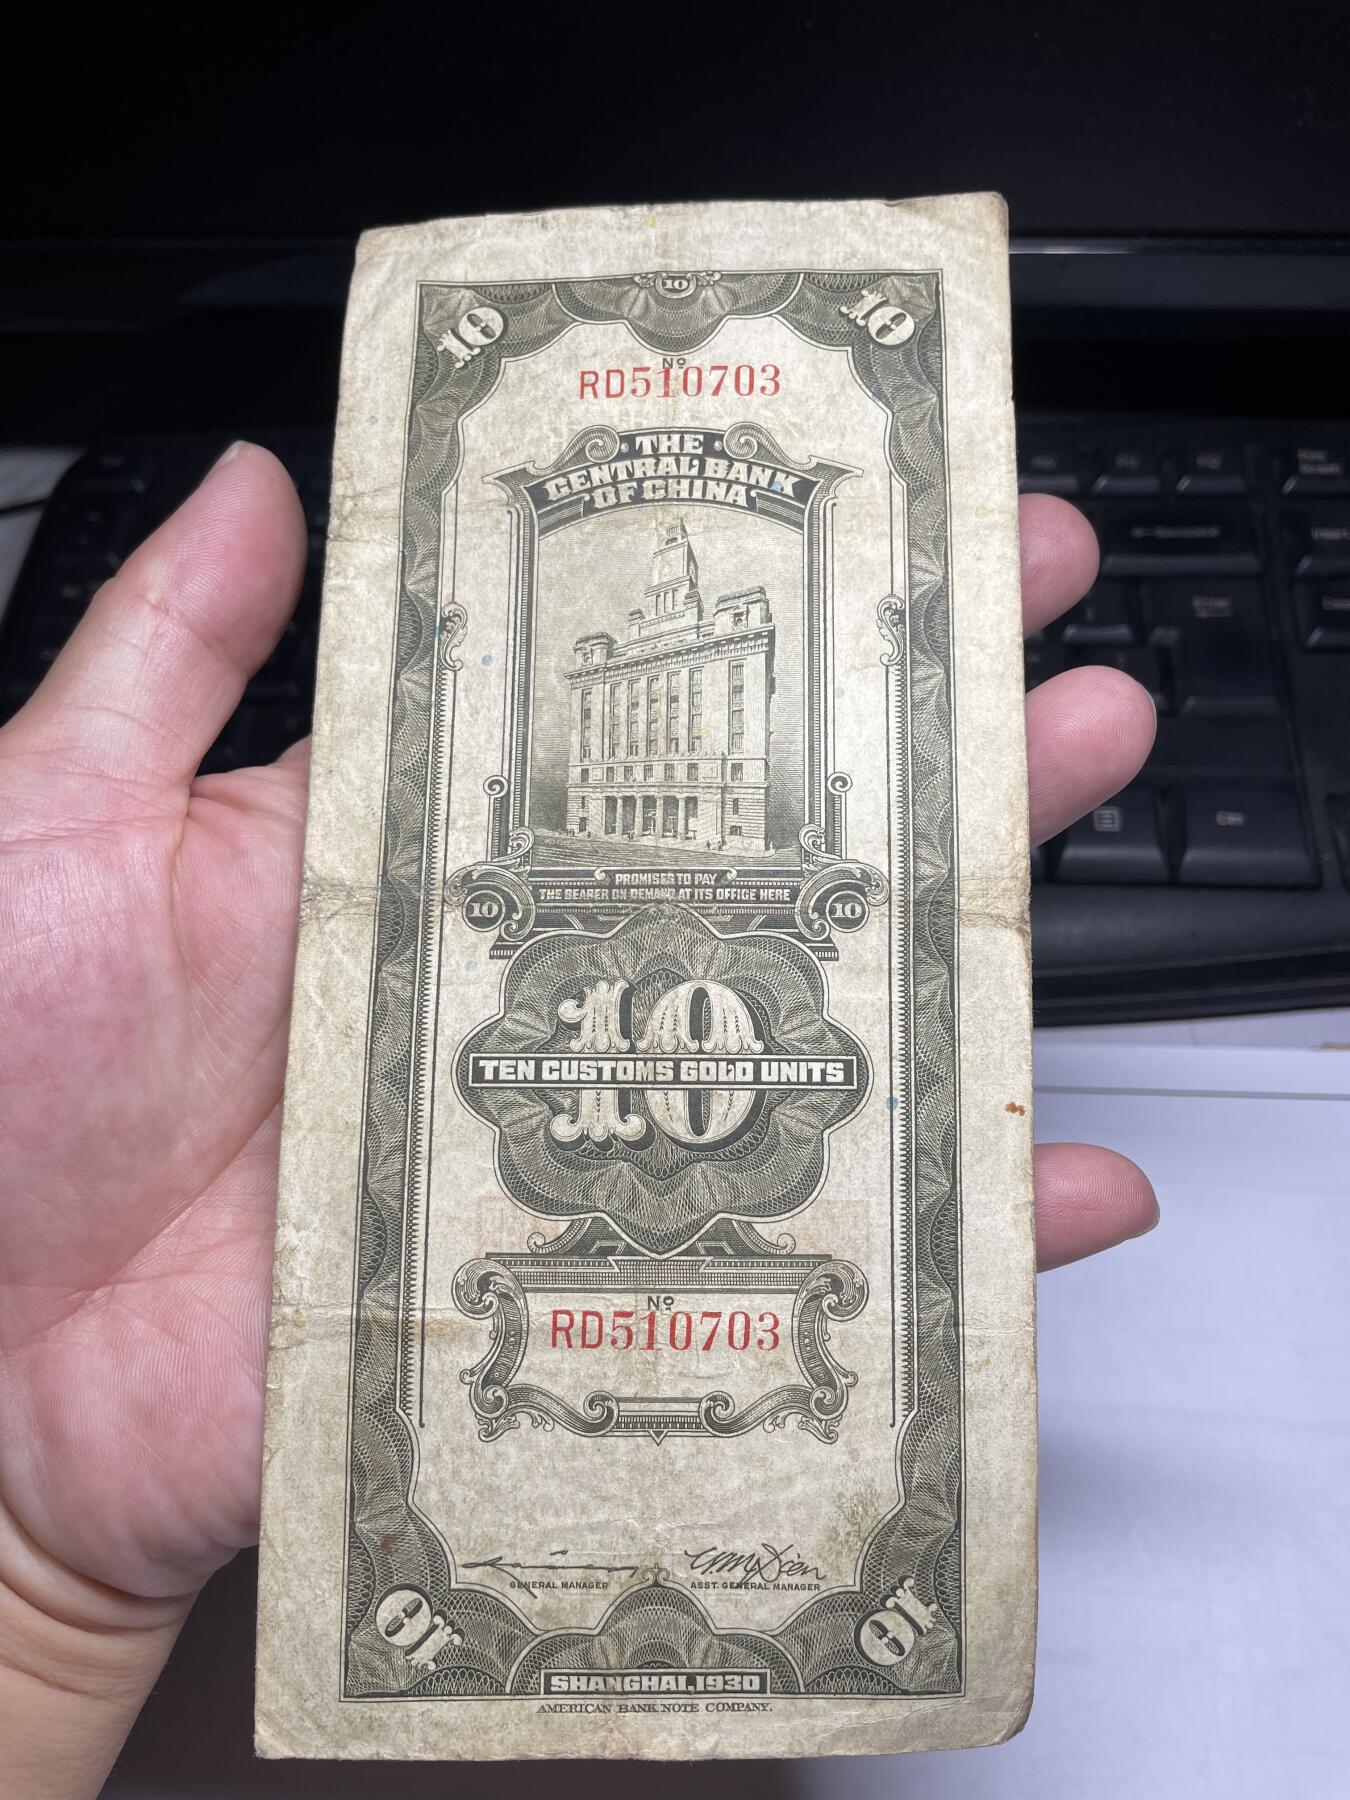 10
10
10
Nº
RD510703
THE
CENTRAL BANK
OF CHINA
PROMISES TO PAY
THE BEARER ON DEMAND AT ITS OFFICE HERE
10
10
10
TEN CUSTOMS GOLD UNITS
Nº
RD510703
GENERAL MANAGER
ASST. GENERAL MANAGER
10
10
SHANGHAI, 1930
AMERICAN BANK NOTE COMPANY.